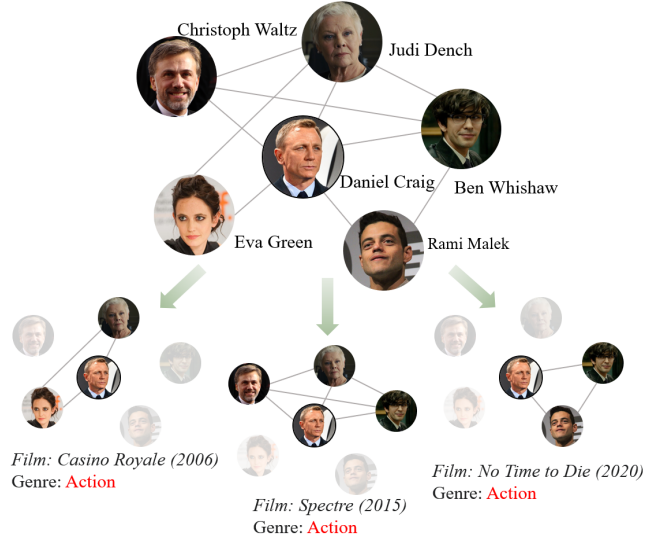 Christoph Waltz
Judi Dench
Daniel Craig
Ben Whishaw
Eva Green
Rami Malek
Film: Casino Royale (2006)
Genre: Action
Film: Spectre (2015)
Genre: Action
Film: No Time to Die (2020)
Genre: Action